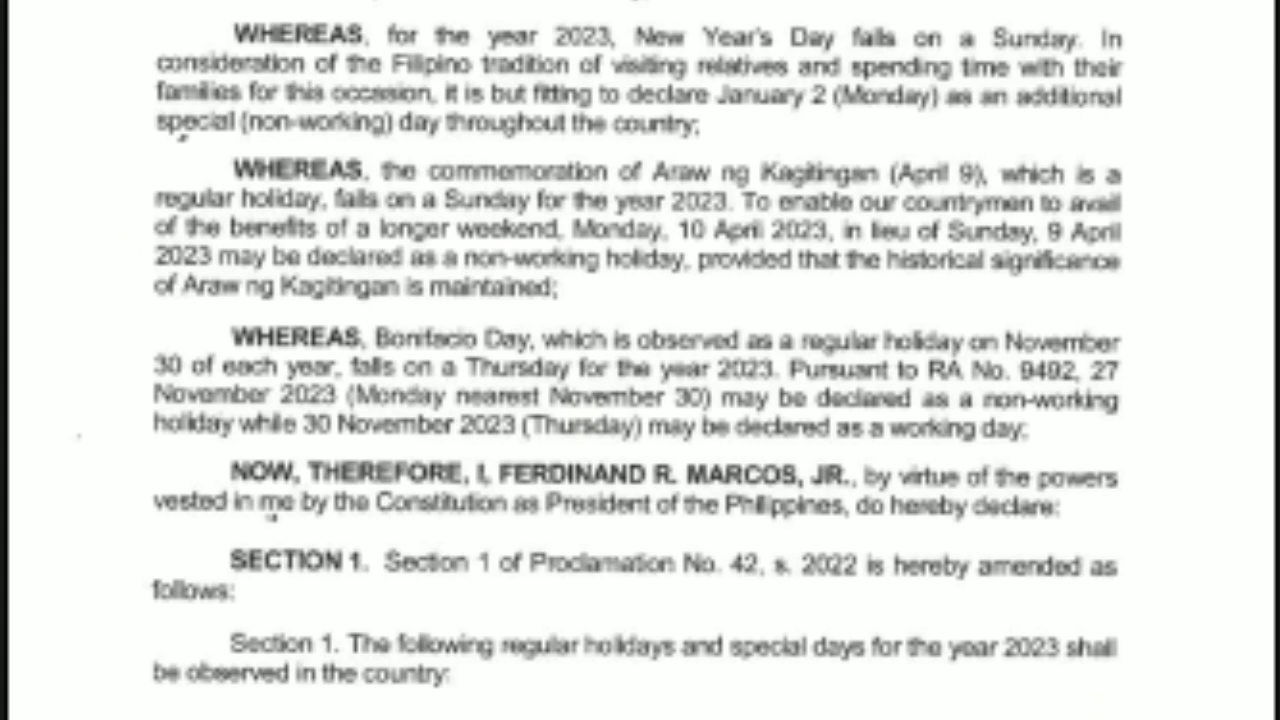 WHEREAS, for the year 2023, New Year's Day falls on a Sunday. In
consideration of the Filipino tradition of visiting relatives and spending time with their
families for this occasion, it is but fitting to declare January 2 (Monday) as an additional
special (non-working) day throughout the country;
WHEREAS, the commemoration of Araw ng Kagitingan (April 9), which is a
regular holiday, falls on a Sunday for the year 2023. To enable our countrymen to avail
of the benefits of a longer weekend, Monday, 10 April 2023, in lieu of Sunday, 9 April
2023 may be declared as a non-working holiday, provided that the historical significance
of Araw ng Kagitingan is maintained;
WHEREAS, Bonifacio Day, which is observed as a regular holiday on November
30 of each year, falls on a Thursday for the year 2023. Pursuant to RA No. 9492, 27
November 2023 (Monday nearest November 30) may be declared as a non-working
holiday while 30 November 2023 (Thursday) may be declared as a working day;
NOW, THEREFORE, I, FERDINAND R. MARCOS, JR., by virtue of the powers
vested in me by the Constitution as President of the Philippines, do hereby declare:
SECTION 1. Section 1 of Proclamation No. 42, s. 2022 is hereby amended as
follows:
Section 1. The following regular holidays and special days for the year 2023 shall
be observed in the country: